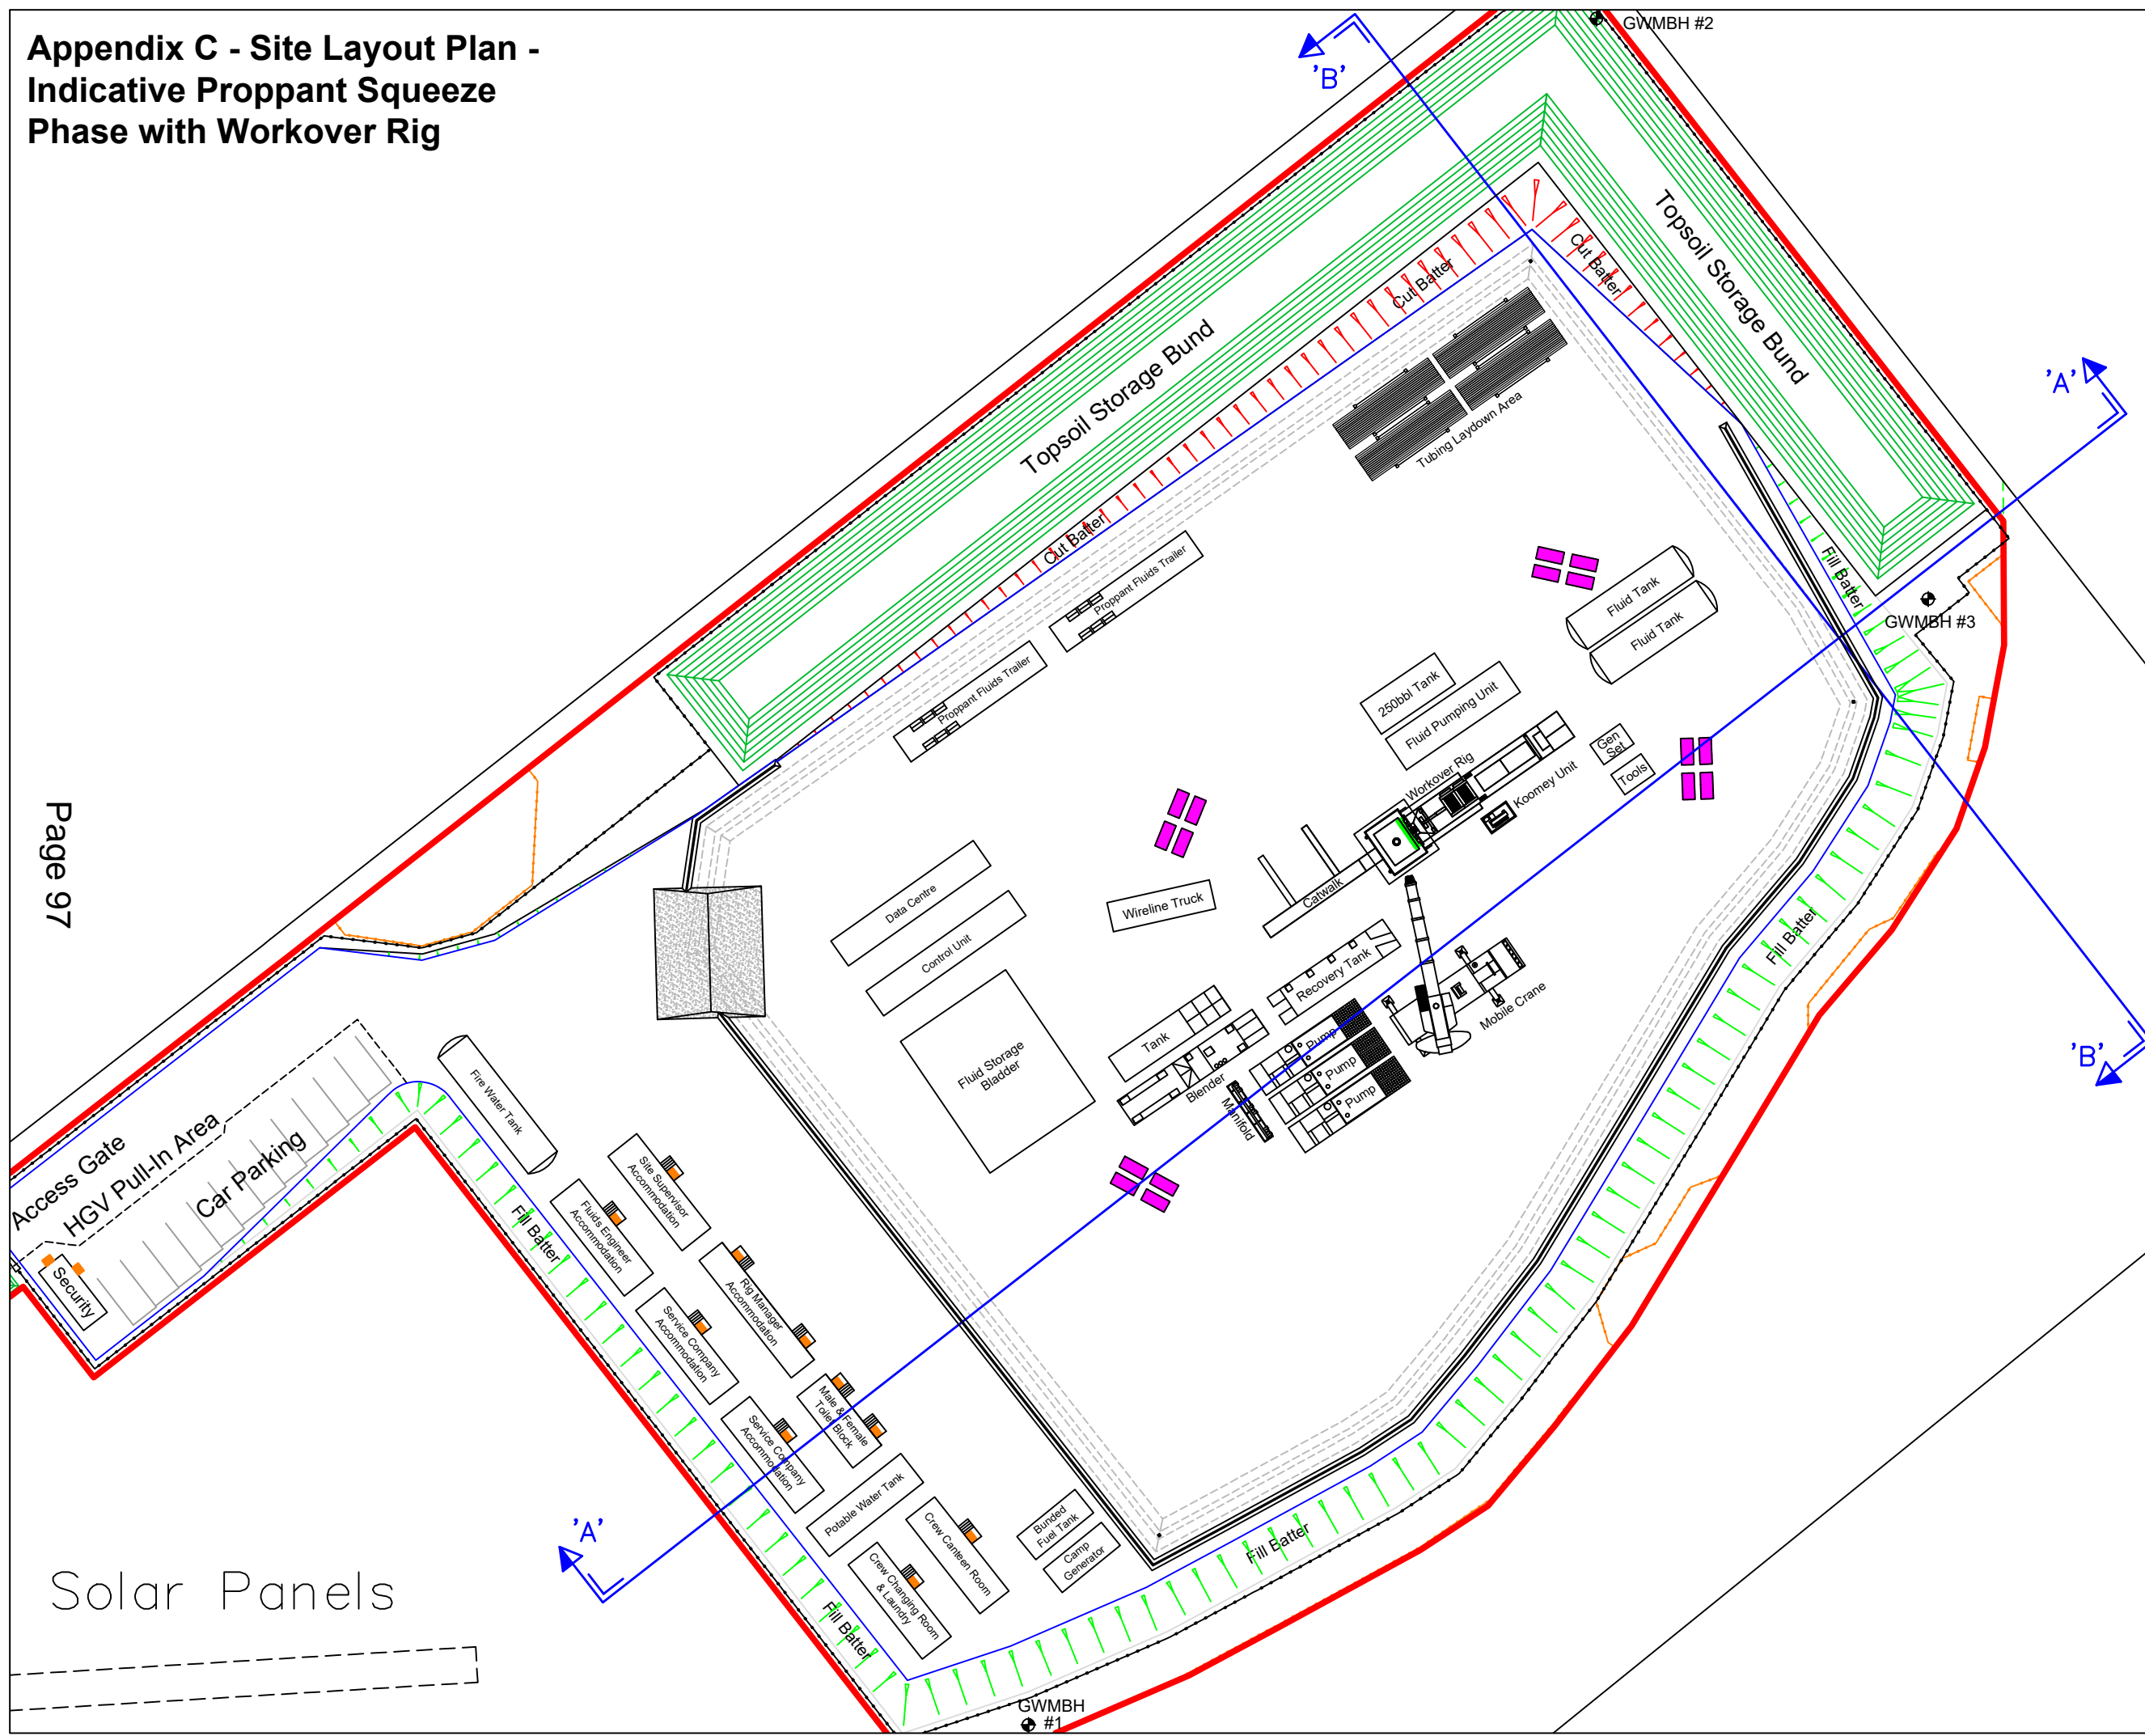 Appendix C - Site Layout Plan -
Indicative Proppant Squeeze
Phase with Workover Rig
GWMBH #2
'B'
Topsoil Storage Bund
Cut Batter
Cut Batter
'A'
Topsoil Storage Bund
Tubing Laydown Area
Cut Batter
Fill Batter
Proppant Fluids Trailer
Proppant Fluids Trailer
Fluid Tank
Fluid Tank
GWMBH #3
250bbl Tank
Fluid Pumping Unit
Gen
Set
Tools
Workover Rig
Koomey Unit
Page 97
Data Centre
Control Unit
Wireline Truck
Catwalk
Fill Batter
Recovery Tank
Mobile Crane
Tank
Blender
Manifold
Pump
Pump
Pump
Fluid Storage
Bladder
'B'
Fire Water Tank
Access Gate
HGV Pull-In Area
Car Parking
Security
Fill Batter
Site Supervisor
Accommodation
Fluids Engineer
Accommodation
Rig Manager
Accommodation
Service Company
Accommodation
Male & Female
Toilet Block
Service Company
Accommodation
Potable Water Tank
Crew Canteen Room
Crew Changing Room
& Laundry
Bunded
Fuel Tank
Camp
Generator
Fill Batter
'A'
Solar Panels
Fill Batter
GWMBH
#1